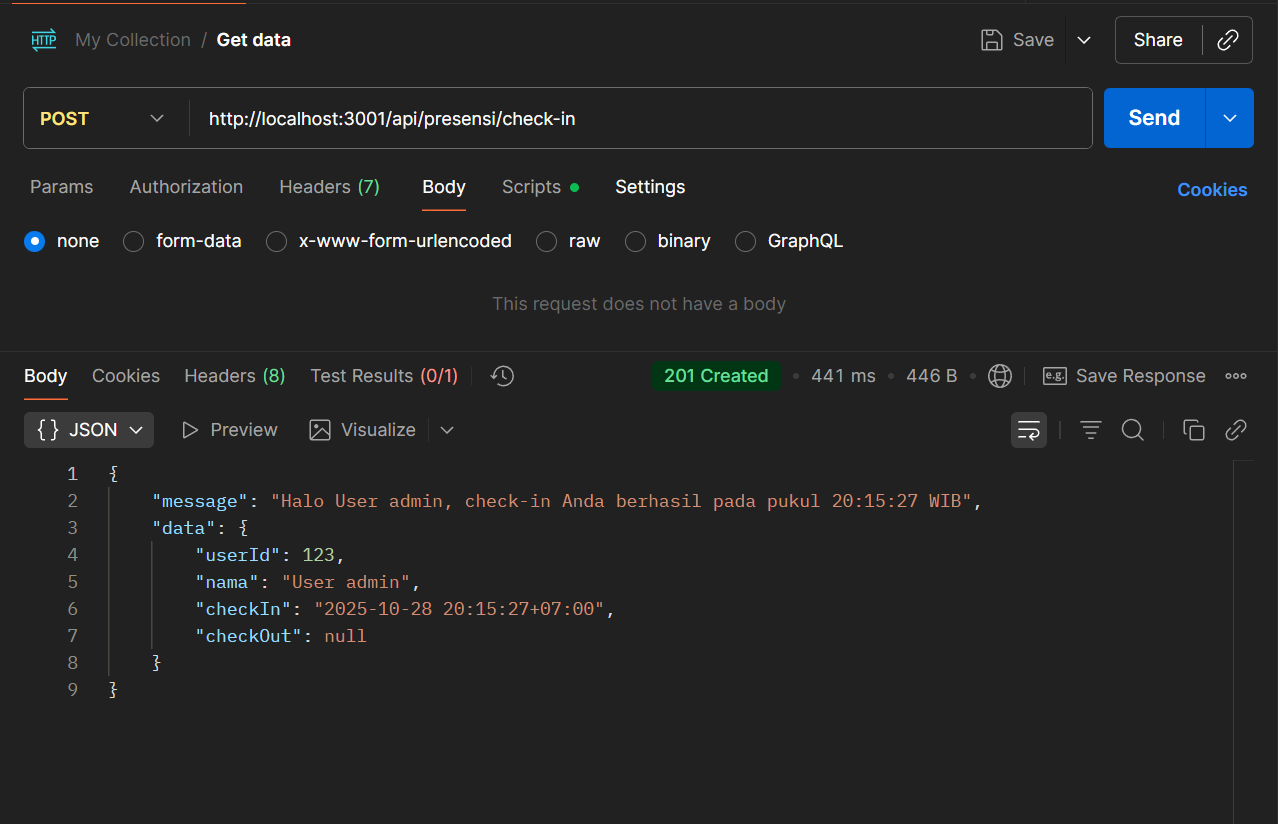 HTTP My Collection / Get data Save Share
POST http://localhost:3001/api/presensi/check-in Send
Params Authorization Headers (7) Body Scripts Settings Cookies
none form-data x-www-form-urlencoded raw binary GraphQL
This request does not have a body
Body Cookies Headers (8) Test Results (0/1) 201 Created 441 ms 446 B e.g. Save Response
{} JSON Preview Visualize
1 {
2 "message": "Halo User admin, check-in Anda berhasil pada pukul 20:15:27 WIB",
3 "data": {
4 "userId": 123,
5 "nama": "User admin",
6 "checkIn": "2025-10-28 20:15:27+07:00",
7 "checkOut": null
8 }
9 }